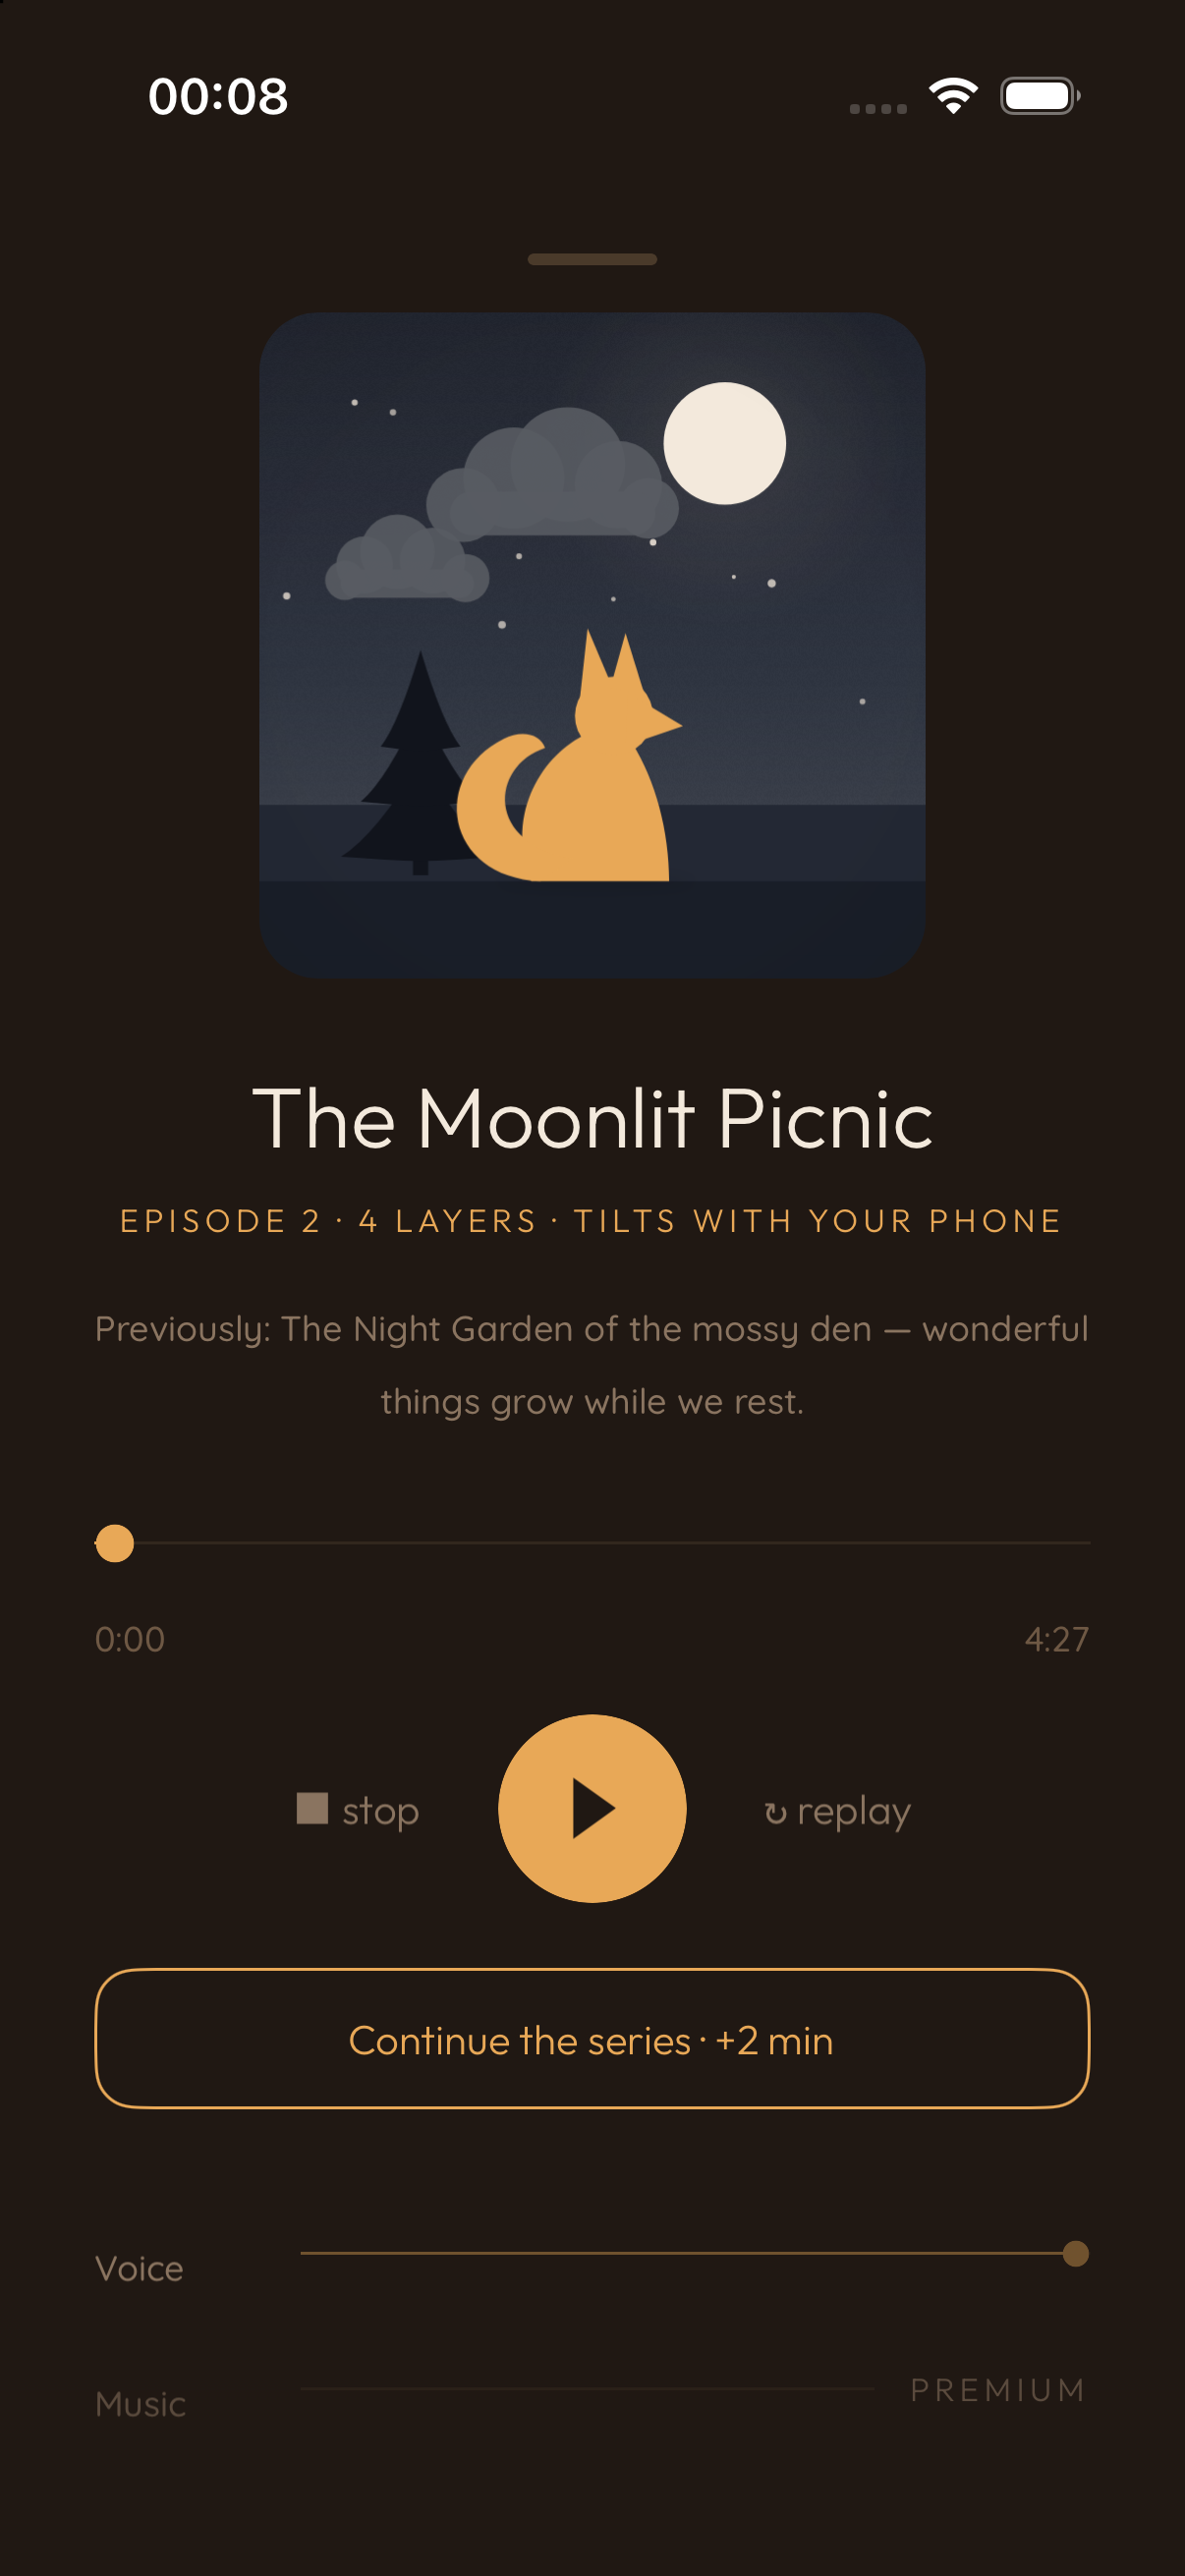 00:08
The Moonlit Picnic
EPISODE 2 · 4 LAYERS · TILTS WITH YOUR PHONE
Previously: The Night Garden of the mossy den — wonderful
things grow while we rest.
0:00 4:27
■ stop ↻ replay
Continue the series · +2 min
Voice
Music PREMIUM